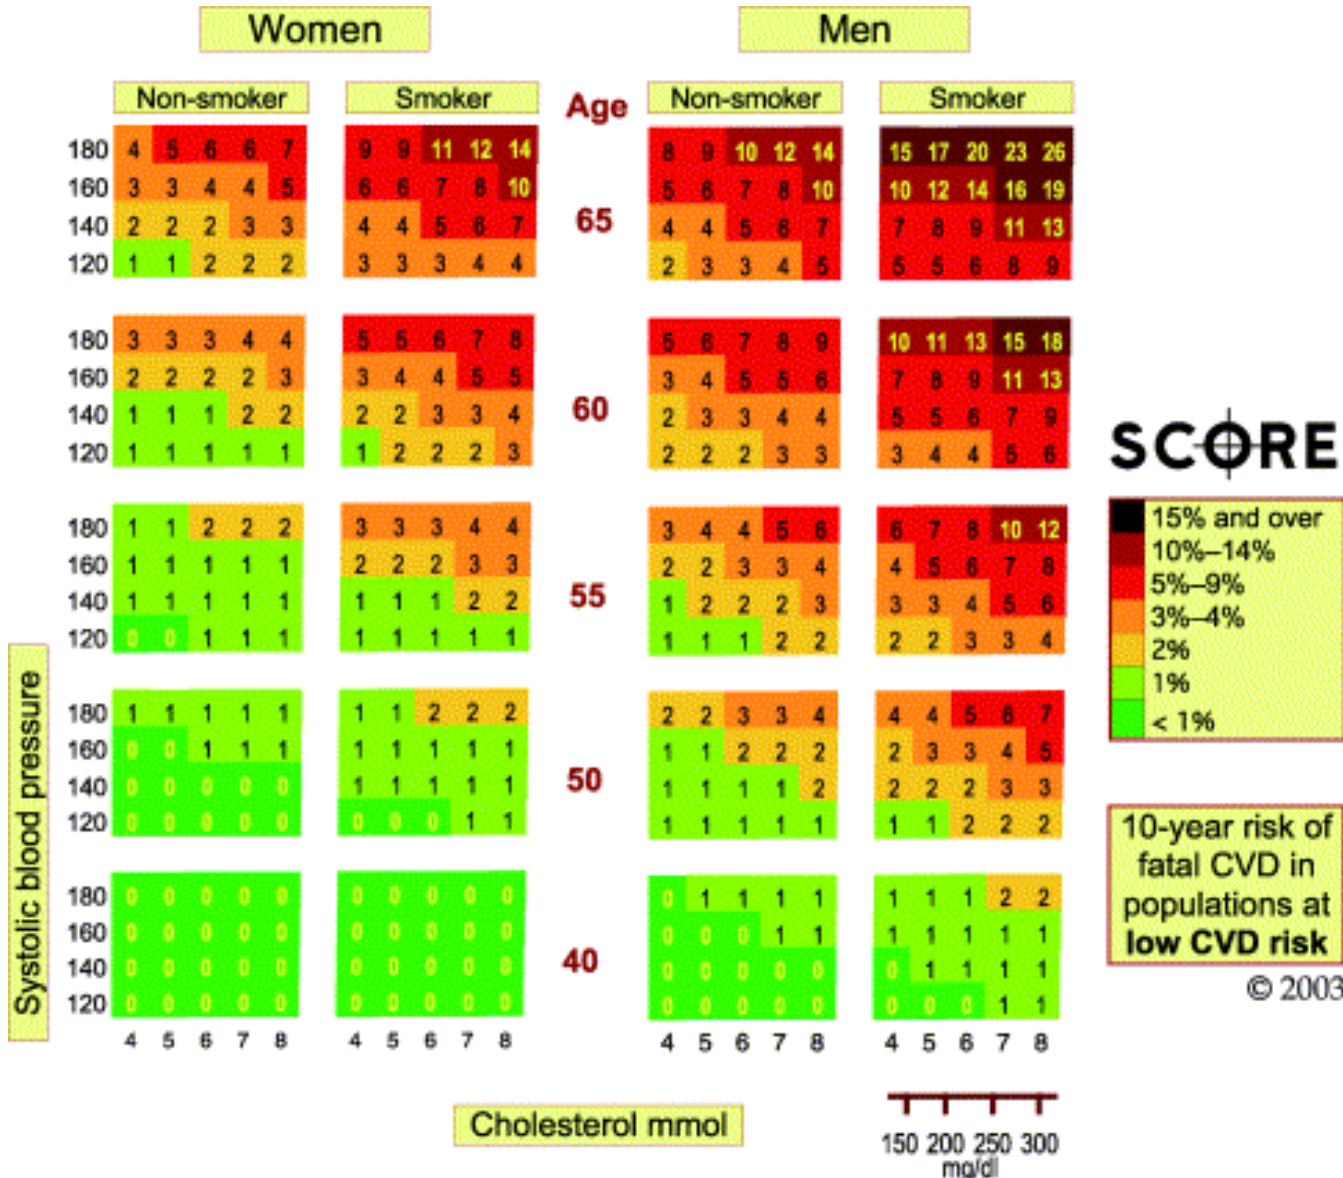 Women Men
Non-smoker Smoker Age Non-smoker Smoker
180 4 5 6 6 7 9 9 11 12 14 8 9 10 12 14 15 17 20 23 26
160 3 3 4 4 5 6 6 7 8 10 5 6 7 8 10 10 12 14 16 19
65
140 2 2 2 3 3 4 4 5 6 7 4 4 5 6 7 7 8 9 11 13
120 1 1 2 2 2 3 3 3 4 4 2 3 3 4 5 5 5 6 8 9
180 3 3 3 4 4 5 5 6 7 8 5 6 7 8 9 10 11 13 15 18
160 2 2 2 2 3 3 4 4 5 5 3 4 5 5 6 7 8 9 11 13
60
140 1 1 1 2 2 2 2 3 3 4 2 3 3 4 4 5 5 6 7 9
120 1 1 1 1 1 1 2 2 2 3 2 2 2 3 3 3 4 4 5 6
180 1 1 2 2 2 3 3 3 4 4 3 4 4 5 6 6 7 8 10 12
160 1 1 1 1 1 2 2 2 3 3 2 2 3 3 4 4 5 6 7 8
55
140 1 1 1 1 1 1 1 1 2 2 1 2 2 2 3 3 3 4 5 6
120 0 0 1 1 1 1 1 1 1 1 1 1 1 2 2 2 2 3 3 4
180 1 1 1 1 1 1 1 2 2 2 2 2 3 3 4 4 4 5 6 7
160 0 0 1 1 1 1 1 1 1 1 1 1 2 2 2 2 3 3 4 5
50
140 0 0 0 0 0 1 1 1 1 1 1 1 1 1 2 2 2 2 3 3
120 0 0 0 0 0 0 0 0 1 1 1 1 1 1 1 1 1 2 2 2
180 0 0 0 0 0 0 0 0 0 0 0 1 1 1 1 1 1 1 2 2
160 0 0 0 0 0 0 0 0 0 0 0 0 0 1 1 1 1 1 1 1
40
140 0 0 0 0 0 0 0 0 0 0 0 0 0 0 0 0 1 1 1 1
120 0 0 0 0 0 0 0 0 0 0 0 0 0 0 0 0 0 0 1 1
4 5 6 7 8 4 5 6 7 8 4 5 6 7 8 4 5 6 7 8
Systolic blood pressure
Cholesterol mmol
150 200 250 300
mg/dl
SCORE
15% and over
10%–14%
5%–9%
3%–4%
2%
1%
< 1%
10-year risk of
fatal CVD in
populations at
low CVD risk
© 2003